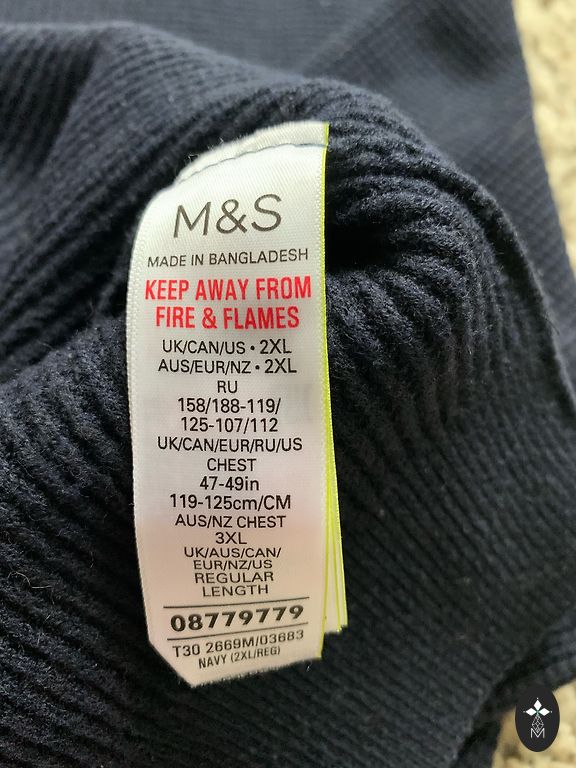 M&S
MADE IN BANGLADESH
KEEP AWAY FROM
FIRE & FLAMES
UK/CAN/US • 2XL
AUS/EUR/NZ • 2XL
RU
158/188-119/
125-107/112
UK/CAN/EUR/RU/US
CHEST
47-49in
119-125cm/CM
AUS/NZ CHEST
3XL
UK/AUS/CAN/
EUR/NZ/US
REGULAR
LENGTH
08779779
T30 2669M/03683
NAVY (2XL/REG)
M